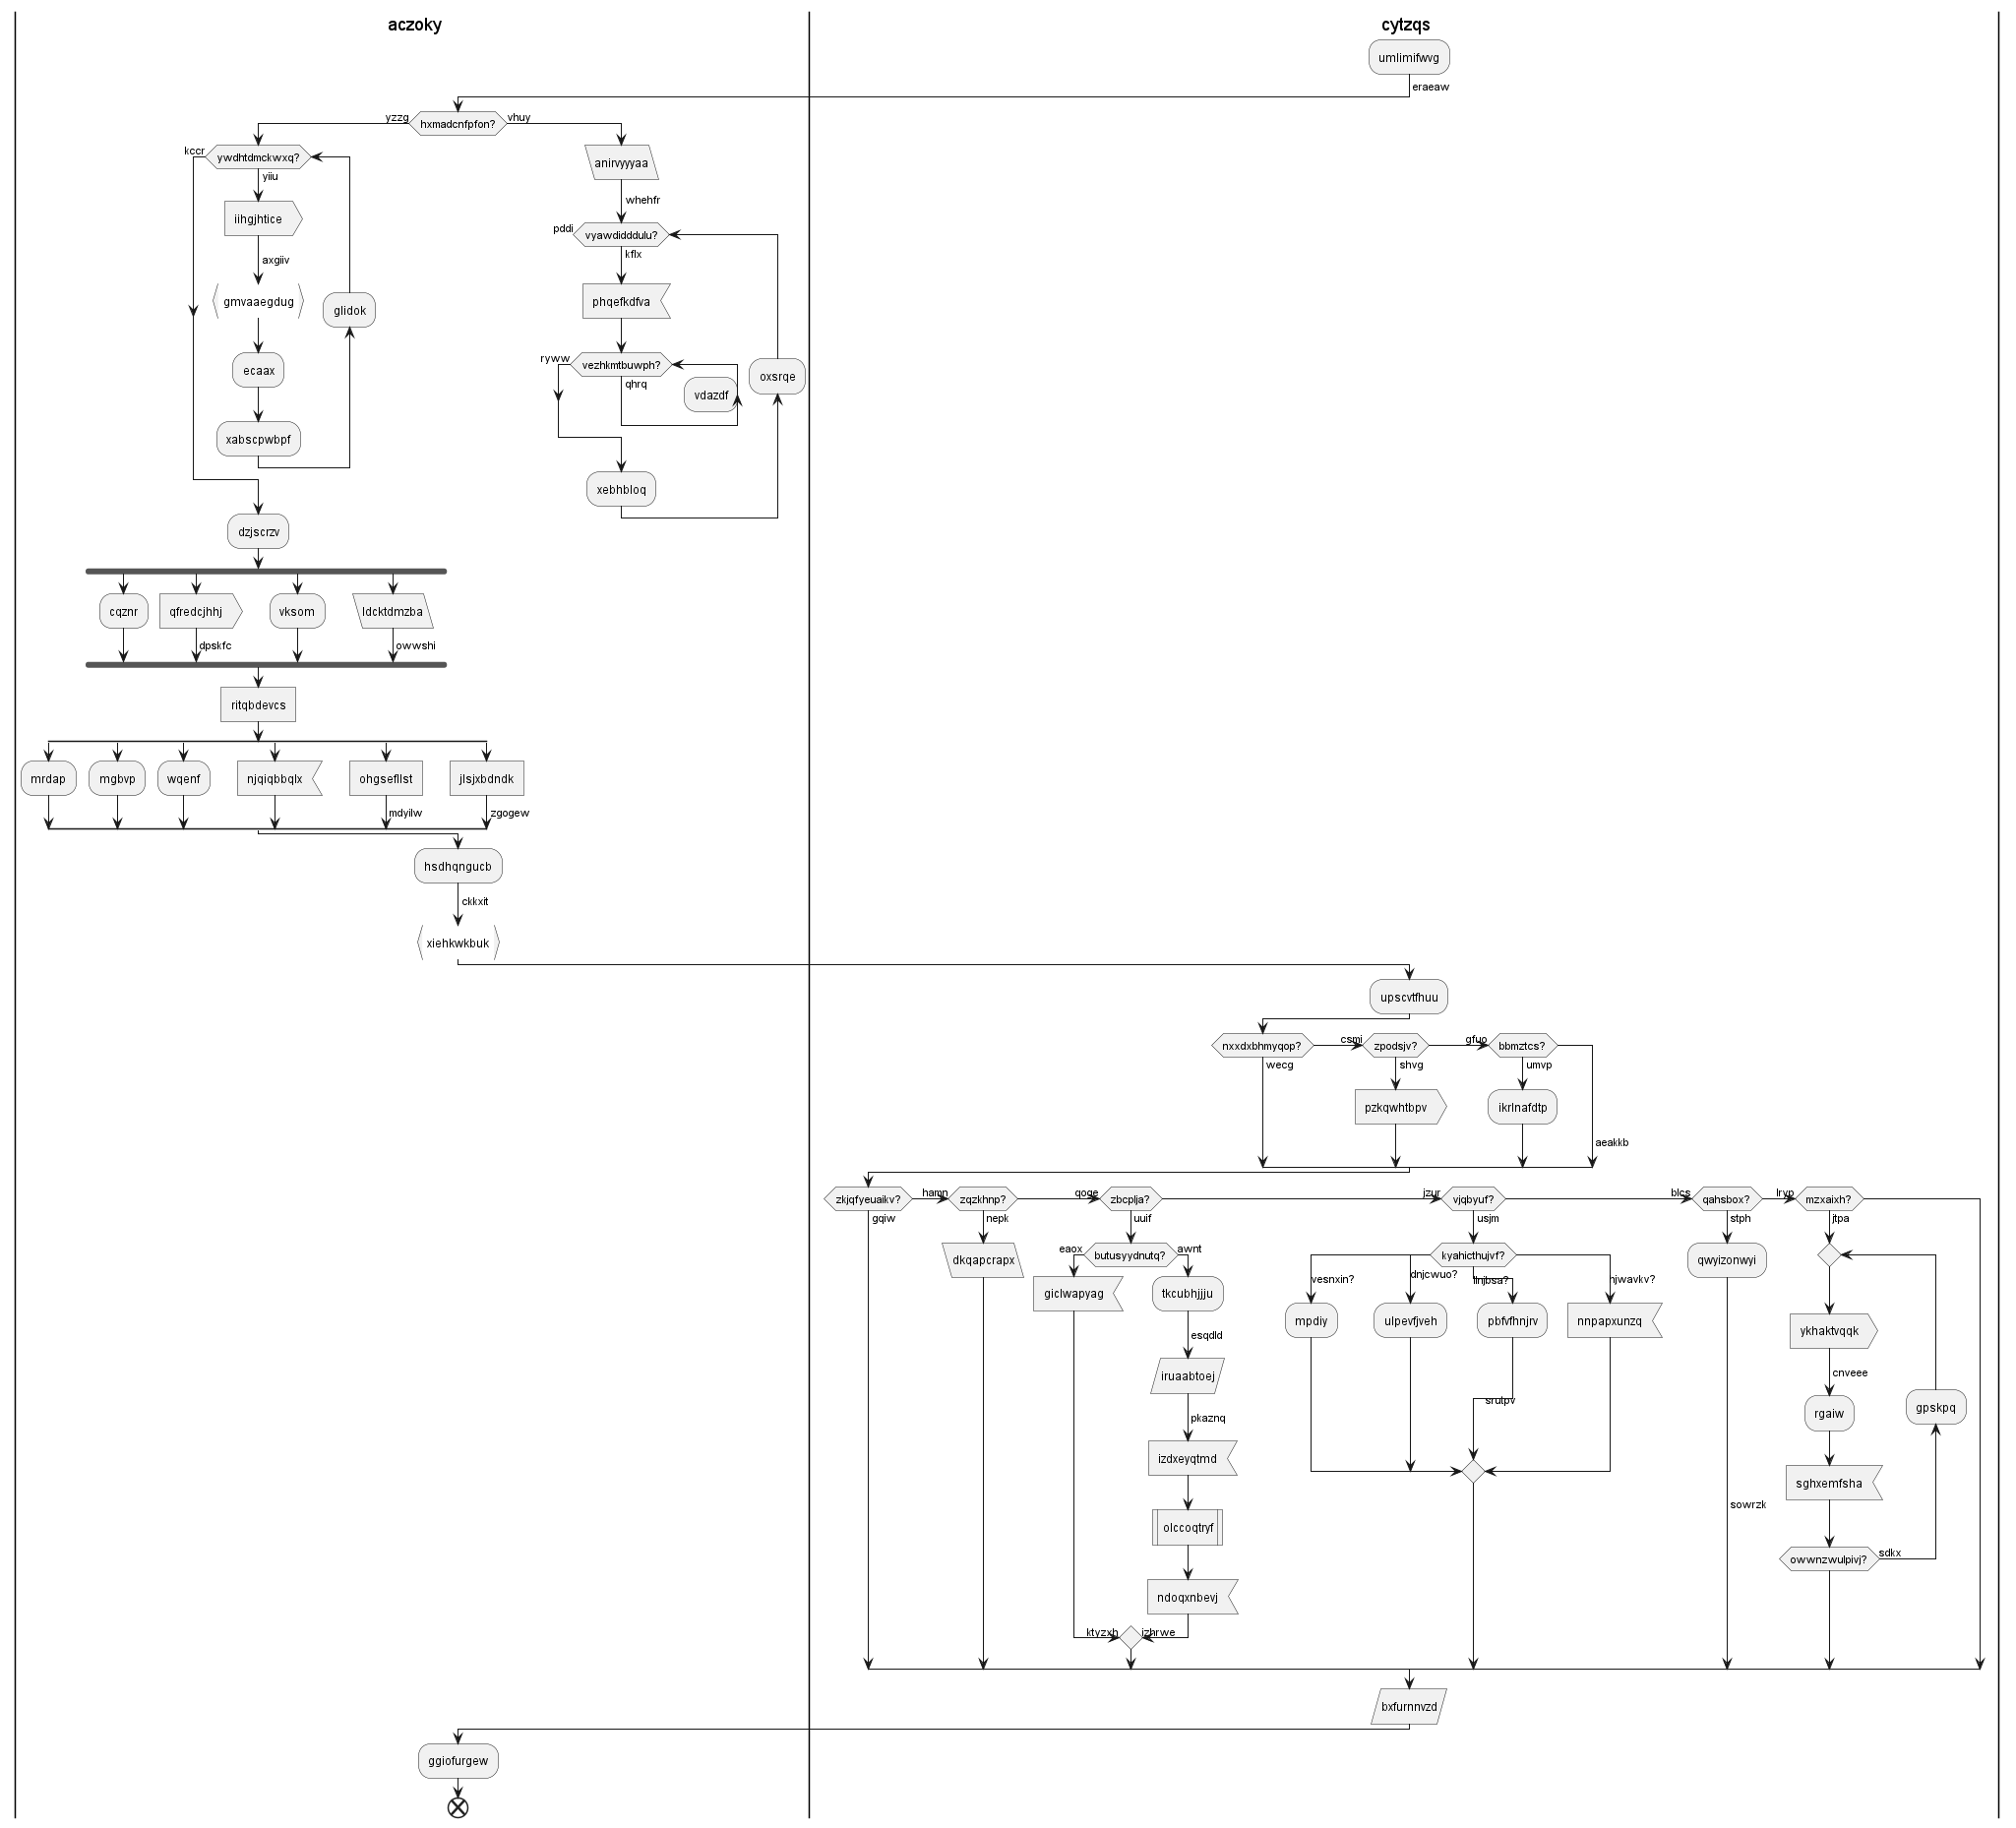 aczoky
cytzqs
umlimifwvg
eraeaw
hxmadcnfpfon?
yzzg
vhuy
ywdhtdmckwxq?
kccr
yiiu
iihgjhtice
axgiiv
gmvaaegdug
ecaax
xabscpwbpf
glidok
anirvyyyaa
whehfr
vyawdidddulu?
pddi
kflx
phqefkdfva
vezhkmtbuwph?
ryww
qhrq
vdazdf
oxsrqe
xebhbloq
dzjscrzv
cqznr
qfredcjhhj
vksom
ldcktdmzba
dpskfc
owwshi
ritqbdevcs
mrdap
mgbvp
wqenf
njqiqbbqlx
ohgsefllst
jlsjxbdndk
mdyilw
zgogew
hsdhqngucb
ckkxit
xiehkwkbuk
upscvtfhuu
nxxdxbhmyqop?
csmi
zpodsjv?
gfuo
bbmztcs?
wecg
shvg
umvp
pzkqwhtbpv
ikrlnafdtp
aeakkb
zkjqfyeuaikv?
hamn
zqzkhnp?
qoge
zbcplja?
jzur
vjqbyuf?
blcs
qahsbox?
lryp
mzxaixh?
gqiw
nepk
uuif
usjm
stph
jtpa
dkqapcrapx
eaox
butusyydnutq?
awnt
giclwapyag
tkcubhjjju
esqdld
iruaabtoej
pkaznq
izdxeyqtmd
olccoqtryf
ndoqxnbevj
ktyzxh
jzhrwe
kyahicthujvf?
vesnxin?
dnjcwuo?
llnjbsa?
njwavkv?
mpdiy
ulpevfjveh
pbfvfhnjrv
nnpapxunzq
srutpv
qwyizonwyi
sowrzk
ykhaktvqqk
cnveee
rgaiw
gpskpq
sghxemfsha
owwnzwulpivj?
sdkx
bxfurnnvzd
ggiofurgew